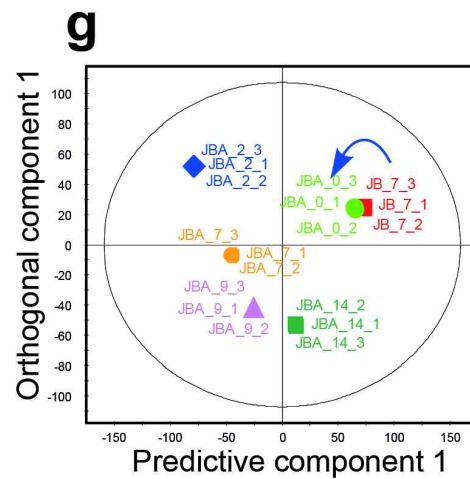 g
Orthogonal component 1
100
80
60
40
20
0
-20
-40
-60
-80
-100
JBA_2_3
JBA_2_1
JBA_2_2
JBA_0_3
JBA_0_1
JBA_0_2
JB_7_3
JB_7_1
JB_7_2
JBA_7_3
JBA_7_1
JBA_7_2
JBA_9_3
JBA_9_1
JBA_9_2
JBA_14_2
JBA_14_1
JBA_14_3
-150 -100 -50 0 50 100 150
Predictive component 1